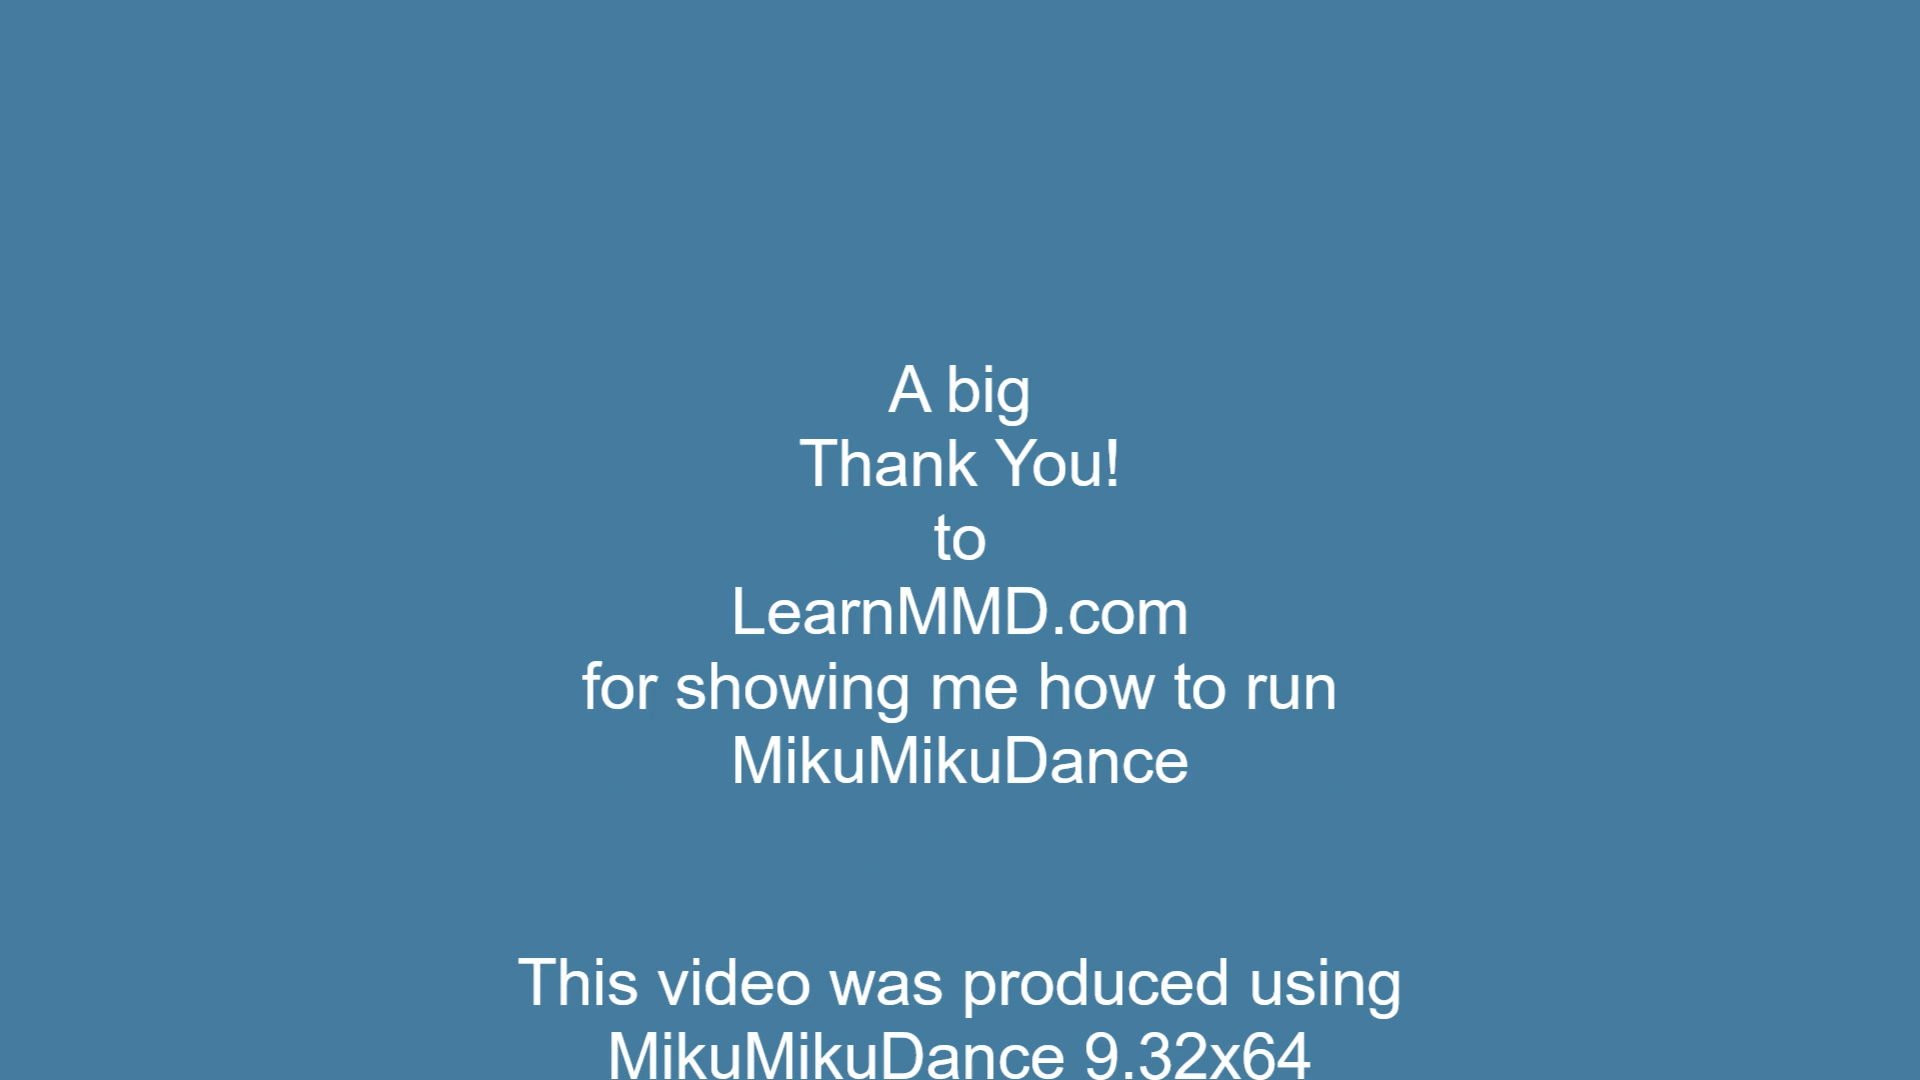 A big
Thank You!
to
LearnMMD.com
for showing me how to run
MikuMikuDance
This video was produced using
MikuMikuDance 9.32x64